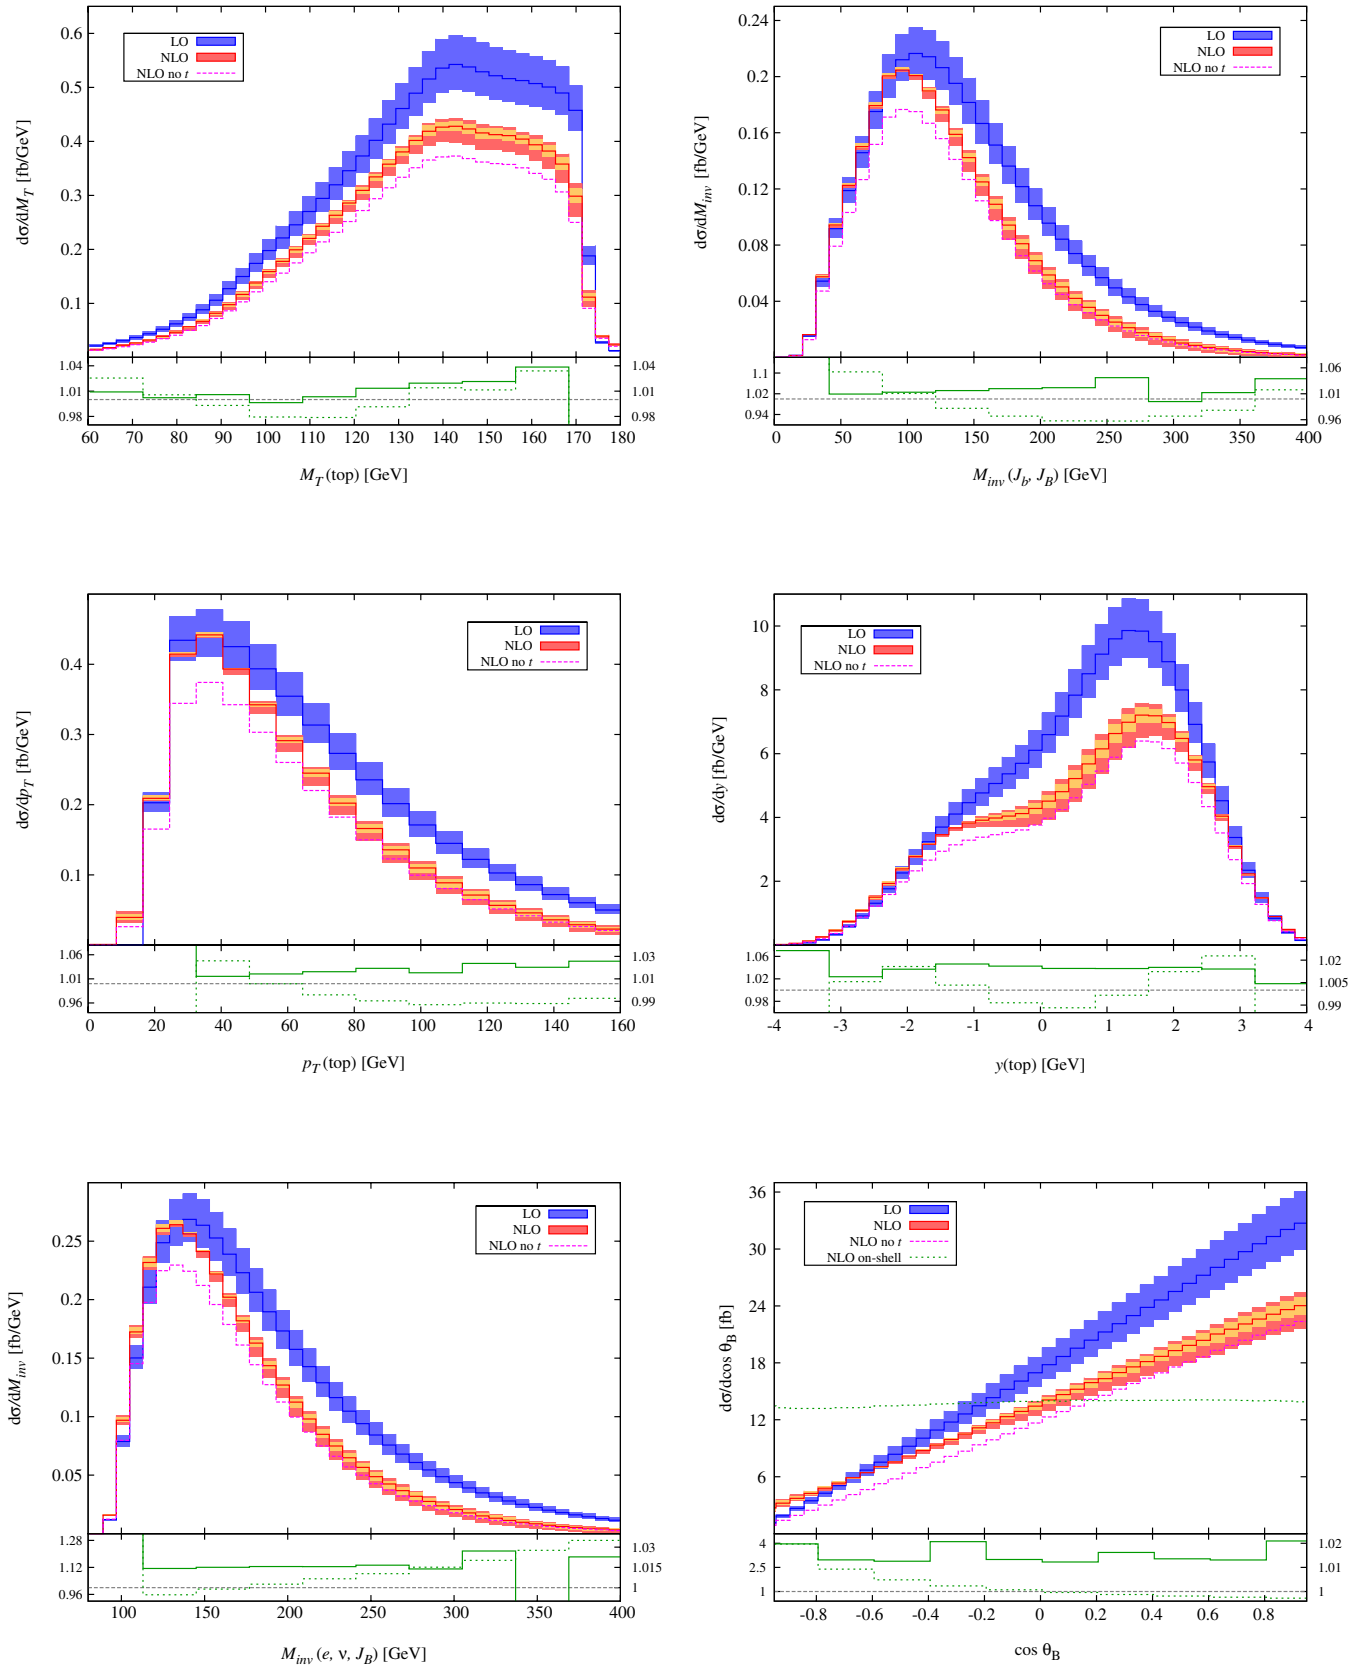 0.6
0.5
0.4
0.3
0.2
0.1
dσ/dM_T [fb/GeV]
LO
NLO
NLO no t
1.04
1.01
0.98
1.04
1.01
0.98
60 70 80 90 100 110 120 130 140 150 160 170 180
M_T(top) [GeV]
0.24
0.2
0.16
0.12
0.08
0.04
dσ/dM_inv [fb/GeV]
LO
NLO
NLO no t
1.1
1.02
0.94
1.06
1.01
0.96
0 50 100 150 200 250 300 350 400
M_inv(J_b, J_B) [GeV]
0.4
0.3
0.2
0.1
dσ/dp_T [fb/GeV]
LO
NLO
NLO no t
1.06
1.01
0.96
1.03
1.01
0.99
0 20 40 60 80 100 120 140 160
p_T(top) [GeV]
10
8
6
4
2
dσ/dy [fb/GeV]
LO
NLO
NLO no t
1.06
1.02
0.98
1.02
1.005
0.99
-4 -3 -2 -1 0 1 2 3 4
y(top) [GeV]
0.25
0.2
0.15
0.1
0.05
dσ/dM_inv [fb/GeV]
LO
NLO
NLO no t
1.28
1.12
0.96
1.03
1.015
1
100 150 200 250 300 350 400
M_inv(e, ν, J_B) [GeV]
36
30
24
18
12
6
dσ/dcos θ_B [fb]
LO
NLO
NLO no t
NLO on-shell
4
2.5
1
1.02
1.01
1
-0.8 -0.6 -0.4 -0.2 0 0.2 0.4 0.6 0.8
cos θ_B